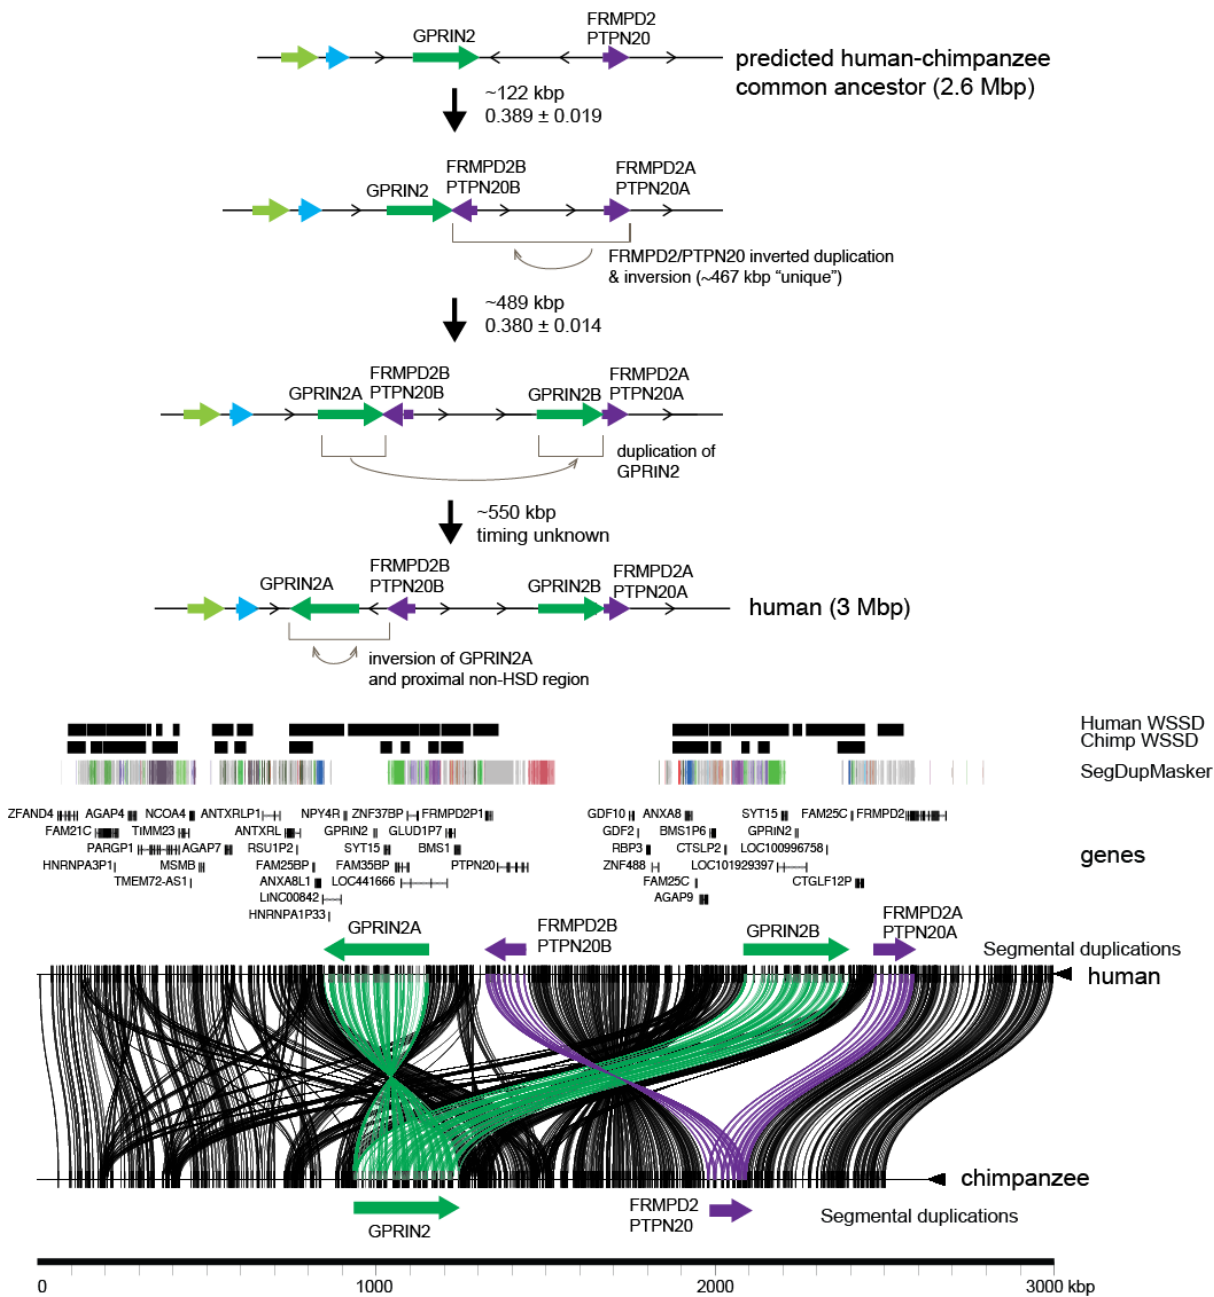 FRMPD2
GPRIN2 PTPN20
predicted human-chimpanzee
common ancestor (2.6 Mbp)
~122 kbp
0.389 ± 0.019
FRMPD2B FRMPD2A
GPRIN2 PTPN20B PTPN20A
FRMPD2/PTPN20 inverted duplication
& inversion (~467 kbp “unique”)
~489 kbp
0.380 ± 0.014
FRMPD2B FRMPD2A
GPRIN2A PTPN20B GPRIN2B PTPN20A
duplication of
GPRIN2
~550 kbp
timing unknown
FRMPD2B FRMPD2A
GPRIN2A PTPN20B GPRIN2B PTPN20A
human (3 Mbp)
inversion of GPRIN2A
and proximal non-HSD region
Human WSSD
Chimp WSSD
SegDupMasker
ZFAND4 AGAP4 NCOA4 ANTXRLP1 NPY4R ZNF37BP FRMPD2P1 GDF10 ANXA8 SYT15 FAM25C FRMPD2
FAM21C TIMM23 ANTXRL GPRIN2 GLUD1P7 GDF2 BMS1P6 GPRIN2
PARGP1 AGAP7 RSU1P2 SYT15 BMS1 RBP3 CTSLP2 LOC100996758
genes
HNRNPA3P1 MSMB FAM25BP FAM35BP PTPN20 ZNF488 LOC101929397
TMEM72-AS1 ANXA8L1 LOC441666 FAM25C CTGLF12P
LINC00842 AGAP9
HNRNPA1P33
GPRIN2A FRMPD2B GPRIN2B FRMPD2A
PTPN20B PTPN20A
Segmental duplications
human
chimpanzee
GPRIN2 FRMPD2
PTPN20
Segmental duplications
0 1000 2000 3000 kbp